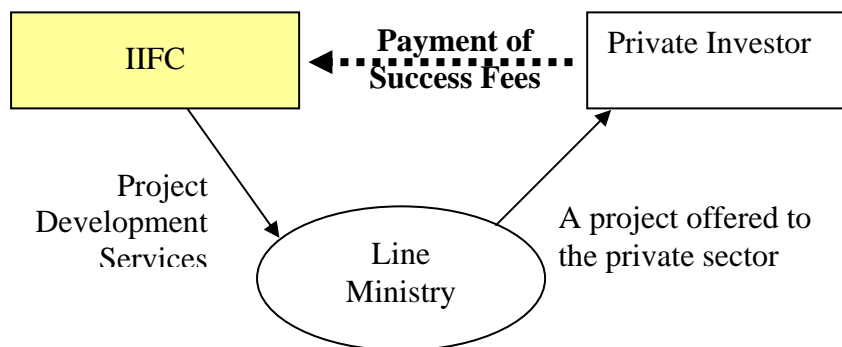 IIFC
Payment of
Success Fees
Private Investor
Project
Development
Services
Line
Ministry
A project offered to
the private sector